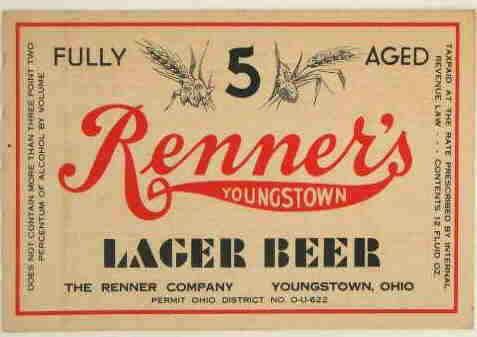 FULLY 5 AGED
Renner's
YOUNGSTOWN
LAGER BEER
THE RENNER COMPANY YOUNGSTOWN, OHIO
PERMIT OHIO DISTRICT NO. O-U-622
DOES NOT CONTAIN MORE THAN THREE POINT TWO
PERCENTUM OF ALCOHOL BY VOLUME
TAXPAID AT THE RATE PRESCRIBED BY INTERNAL
REVENUE LAW - - - CONTENTS 12 FLUID OZ.